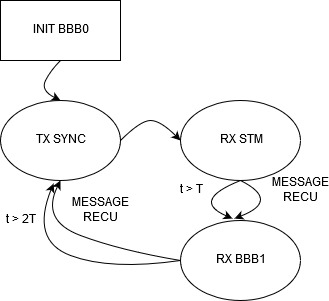 INIT BBB0
TX SYNC
RX STM
t > T
MESSAGE
RECU
MESSAGE
RECU
t > 2T
RX BBB1